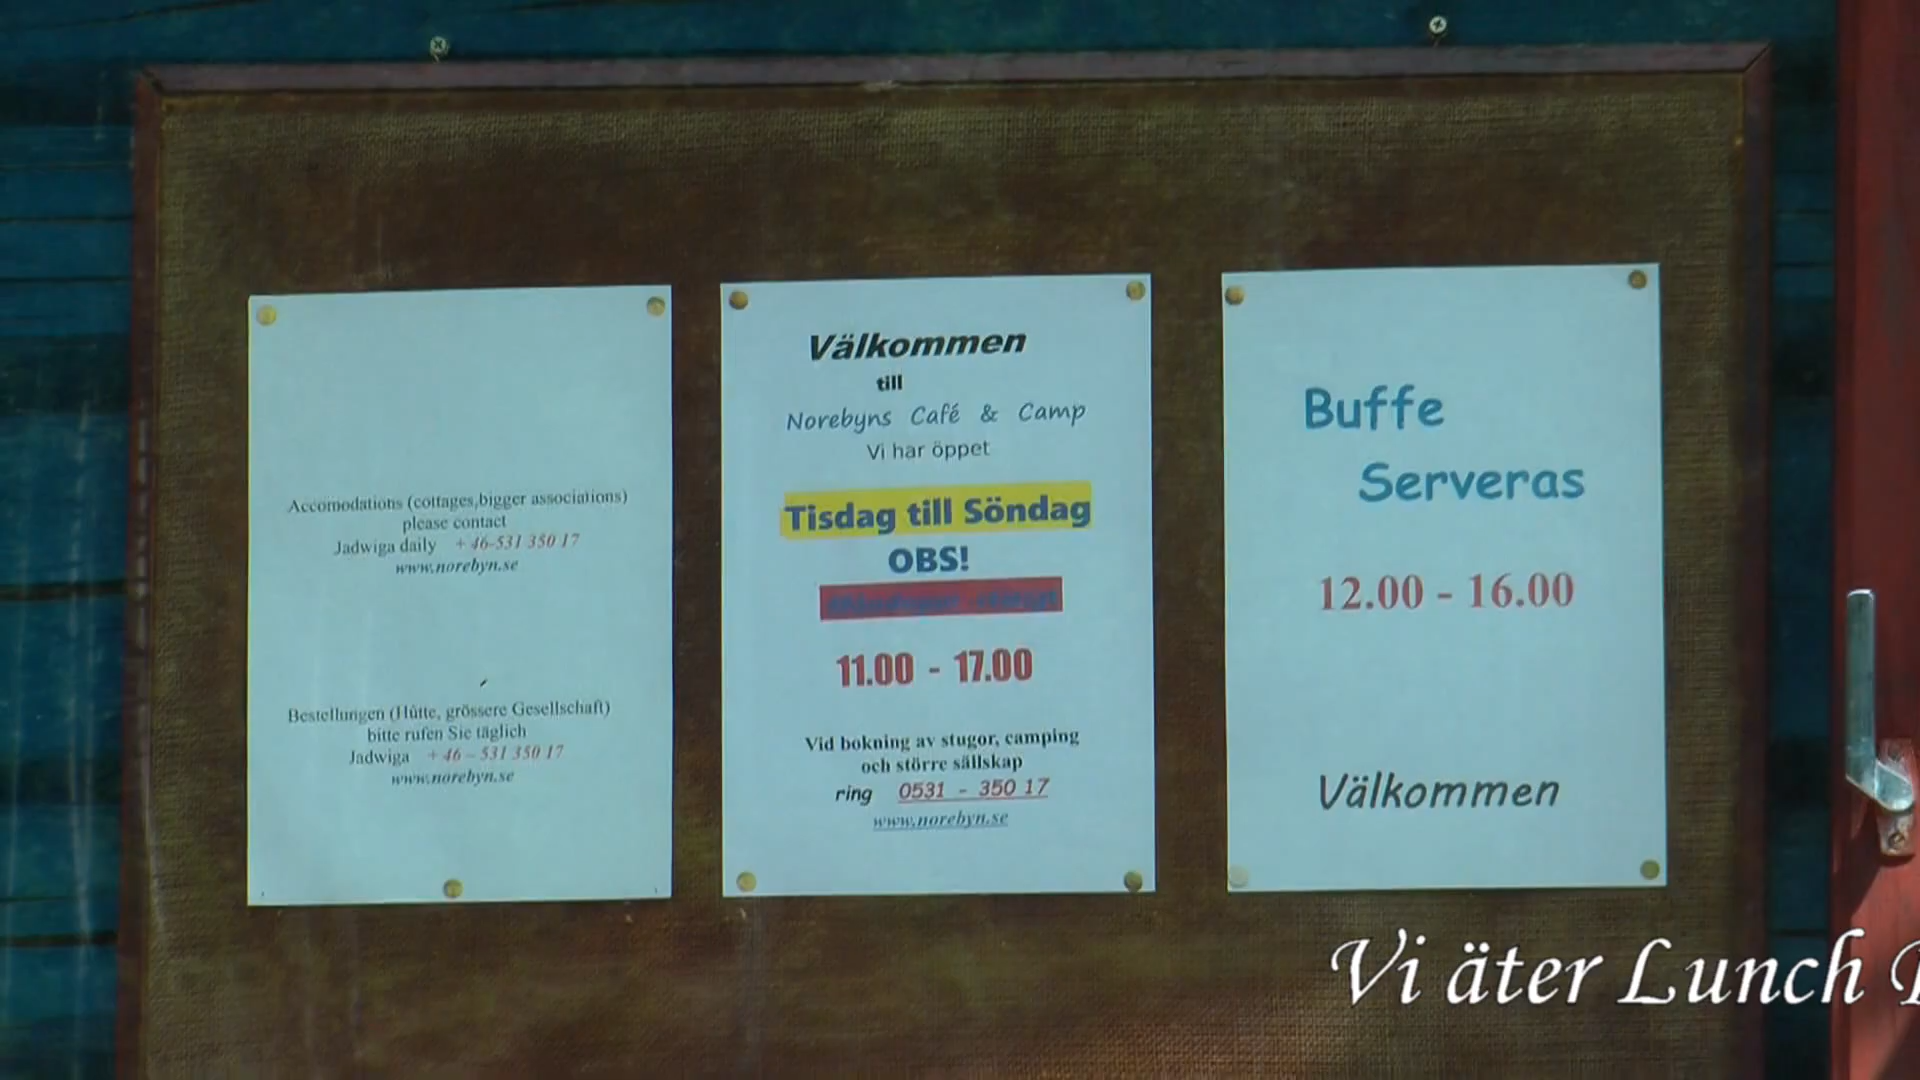 Accomodations (cottages,bigger associations)
please contact
Jadwiga daily + 46-531 350 17
www.norebyn.se
Bestellungen (Hütte, grössere Gesellschaft)
bitte rufen Sie täglich
Jadwiga + 46 – 531 350 17
www.norebyn.se
Välkommen
till
Norebyns Café & Camp
Vi har öppet
Tisdag till Söndag
OBS!
11.00 - 17.00
Vid bokning av stugor, camping
och större sällskap
ring 0531 - 350 17
www.norebyn.se
Buffe
Serveras
12.00 - 16.00
Välkommen
Vi äter Lunch